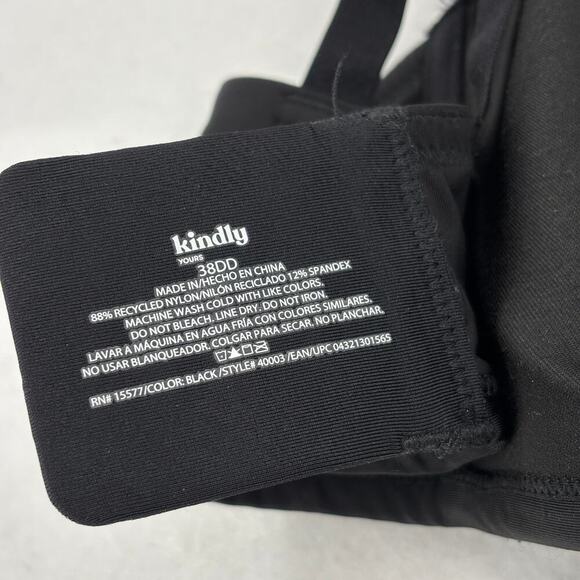 kindly
YOURS
38DD
MADE IN/HECHO EN CHINA
88% RECYCLED NYLON/NILÓN RECICLADO 12% SPANDEX
MACHINE WASH COLD WITH LIKE COLORS.
DO NOT BLEACH. LINE DRY. DO NOT IRON.
LAVAR A MÁQUINA EN AGUA FRÍA CON COLORES SIMILARES.
NO USAR BLANQUEADOR. COLGAR PARA SECAR. NO PLANCHAR.
RN# 15577/COLOR: BLACK /STYLE# 40003 /EAN/UPC 04321301565